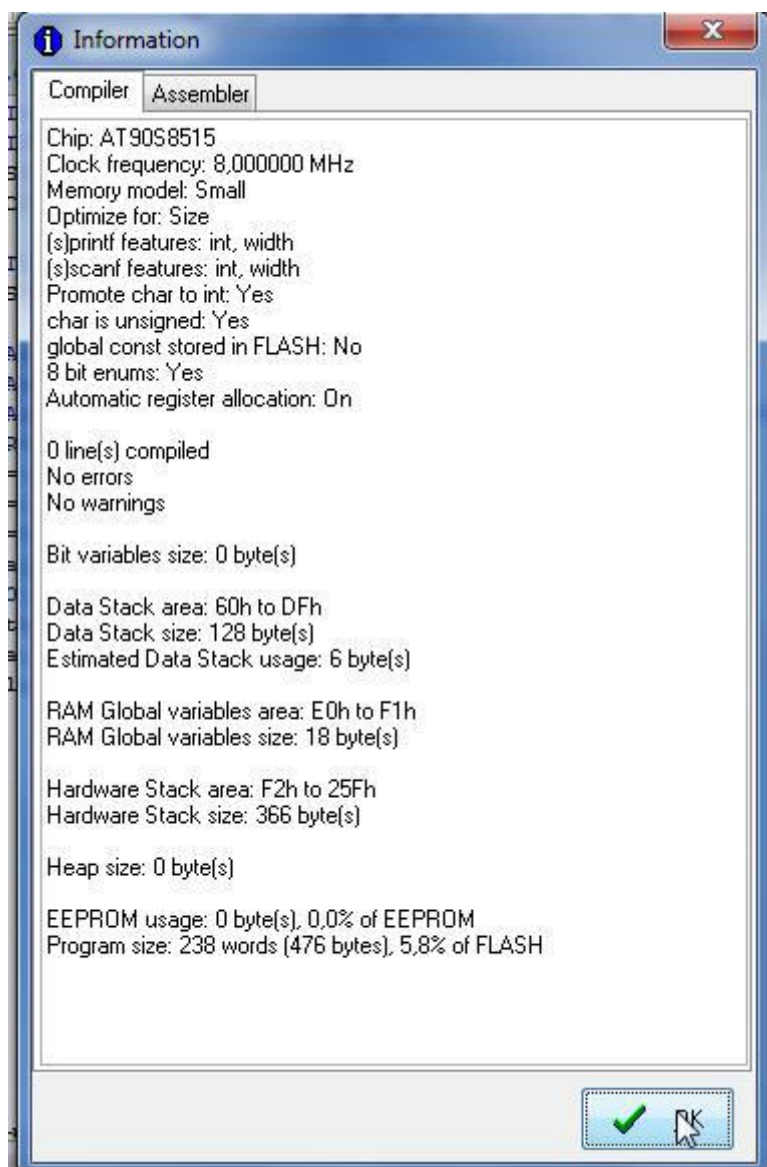 Information
Compiler Assembler
Chip: AT90S8515
Clock frequency: 8,000000 MHz
Memory model: Small
Optimize for: Size
(s)printf features: int, width
(s)scanf features: int, width
Promote char to int: Yes
char is unsigned: Yes
global const stored in FLASH: No
8 bit enums: Yes
Automatic register allocation: On
0 line(s) compiled
No errors
No warnings
Bit variables size: 0 byte(s)
Data Stack area: 60h to DFh
Data Stack size: 128 byte(s)
Estimated Data Stack usage: 6 byte(s)
RAM Global variables area: E0h to F1h
RAM Global variables size: 18 byte(s)
Hardware Stack area: F2h to 25Fh
Hardware Stack size: 366 byte(s)
Heap size: 0 byte(s)
EEPROM usage: 0 byte(s), 0,0% of EEPROM
Program size: 238 words (476 bytes), 5,8% of FLASH
OK